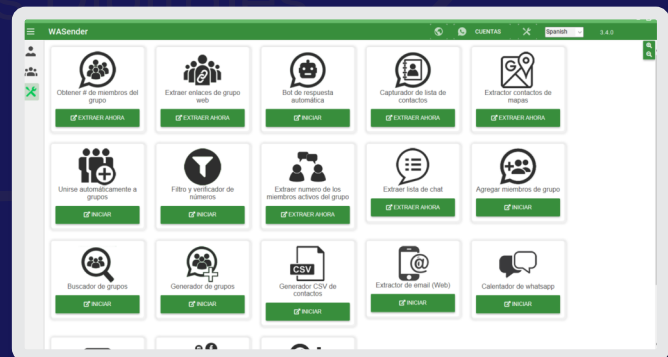 WASender
CUENTAS
Spanish
3.4.0
Obtener # de miembros del
grupo
EXTRAER AHORA
Extraer enlaces de grupo
web
EXTRAER AHORA
Bot de respuesta
automática
INICIAR
Capturador de lista de
contactos
EXTRAER AHORA
Extractor contactos de
mapas
EXTRAER AHORA
Unirse automáticamente a
grupos
INICIAR
Filtro y verificador de
números
INICIAR
Extraer numero de los
miembros activos del grupo
EXTRAER AHORA
Extraer lista de chat
EXTRAER AHORA
Agregar miembros de grupo
INICIAR
Buscador de grupos
INICIAR
Generador de grupos
INICIAR
CSV
Generador CSV de
contactos
INICIAR
Extractor de email (Web)
INICIAR
Calentador de whatsapp
INICIAR